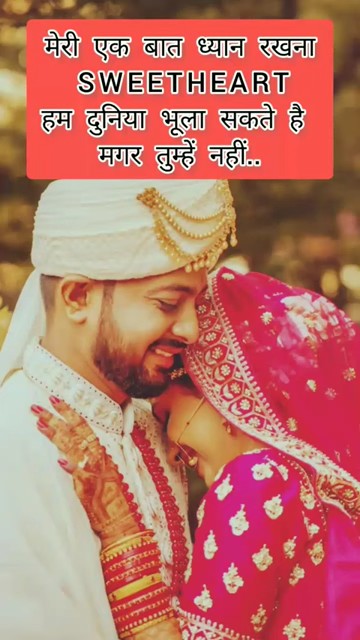 मेरी एक बात ध्यान रखना
SWEETHEART
हम दुनिया भूला सकते है
मगर तुम्हें नहीं..